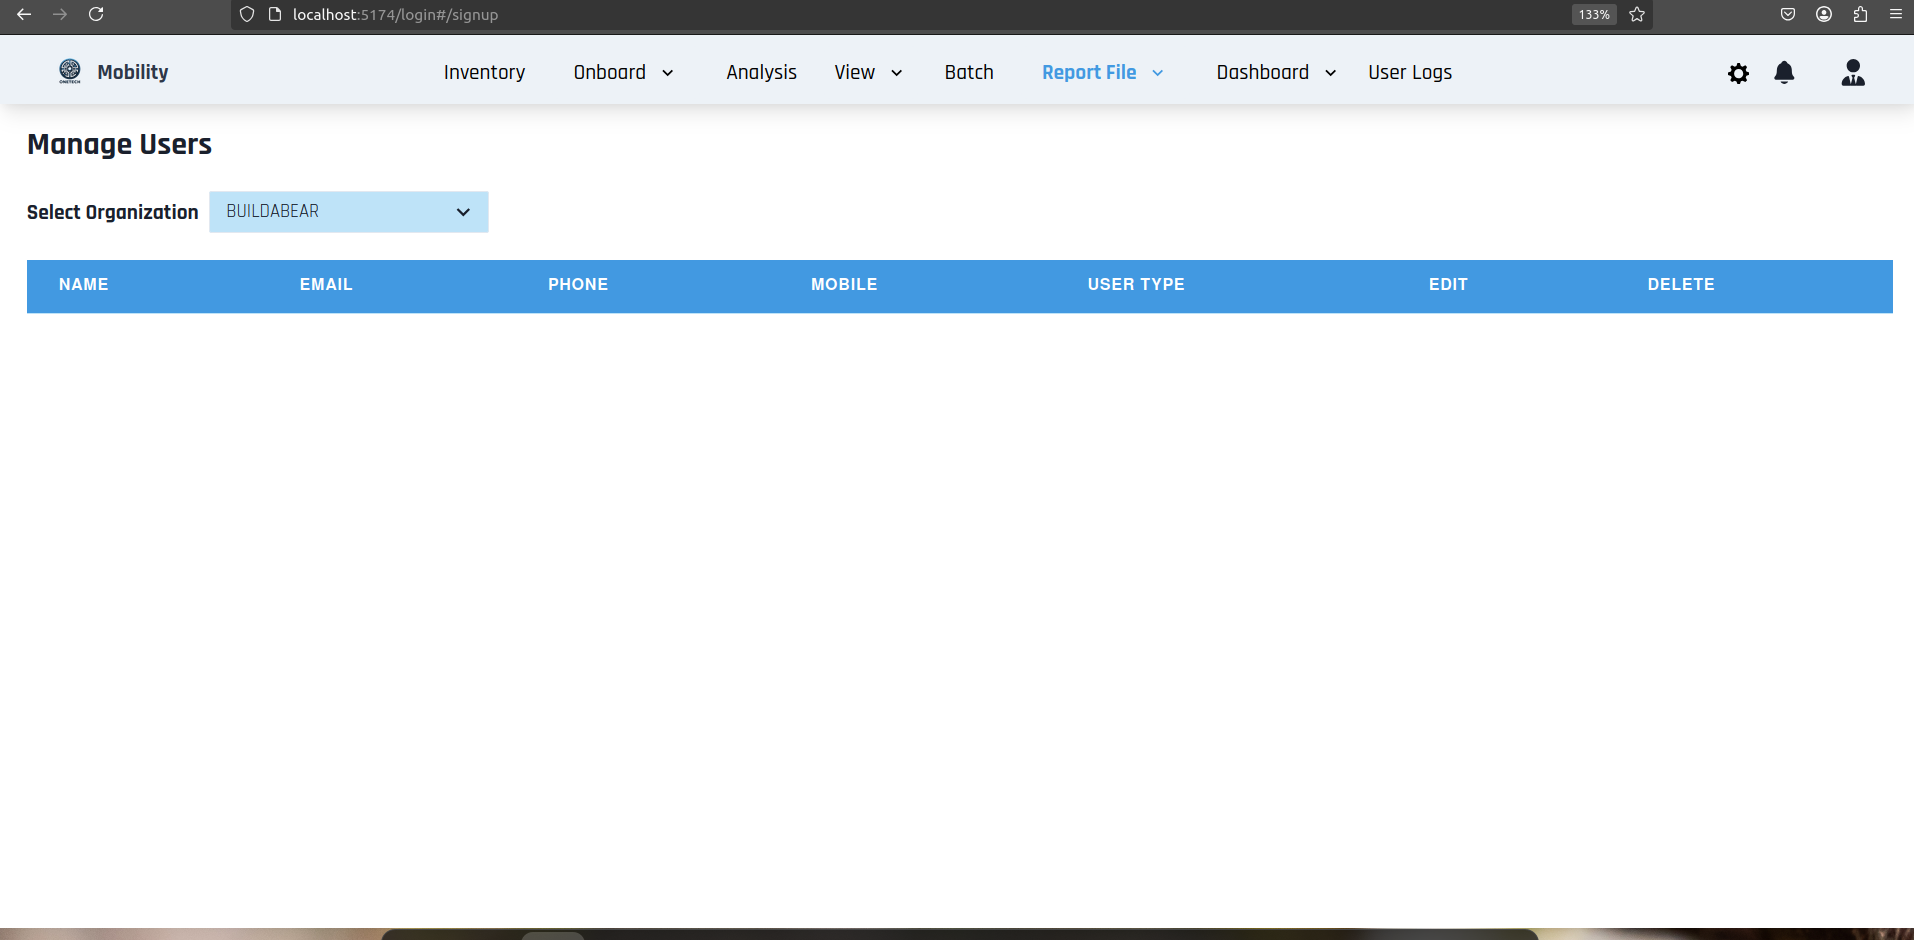 localhost:5174/login#/signup 133%
ONETECH Mobility Inventory Onboard Analysis View Batch Report File Dashboard User Logs
Manage Users
Select Organization BUILDABEAR
NAME EMAIL PHONE MOBILE USER TYPE EDIT DELETE